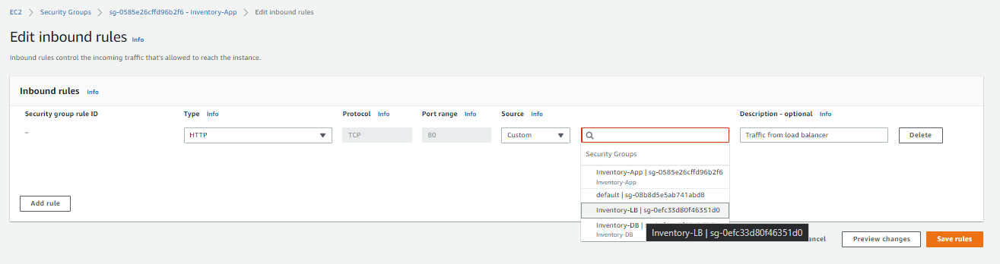 EC2 > Security Groups > sg-0585e26cffd96b2f6 - Inventory-App > Edit inbound rules
Edit inbound rules Info
Inbound rules control the incoming traffic that's allowed to reach the instance.
Inbound rules Info
Security group rule ID Type Info Protocol Info Port range Info Source Info Description - optional Info
– HTTP TCP 80 Custom Traffic from load balancer Delete
Security Groups
Inventory-App | sg-0585e26cffd96b2f6
Inventory-App
default | sg-08b8d5e5ab741abd8
Add rule
Inventory-LB | sg-0efc33d80f46351d0
Inventory-DB |
Inventory-DB
Inventory-LB | sg-0efc33d80f46351d0
ancel Preview changes Save rules